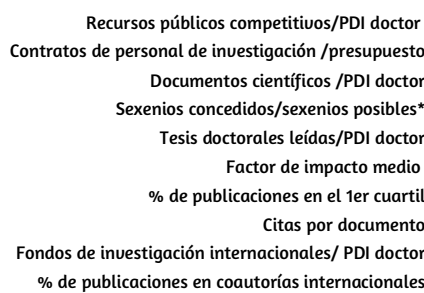 Recursos públicos competitivos/PDI doctor
Contratos de personal de investigación /presupuesto
Documentos científicos /PDI doctor
Sexenios concedidos/sexenios posibles*
Tesis doctorales leídas/PDI doctor
Factor de impacto medio
% de publicaciones en el 1er cuartil
Citas por documento
Fondos de investigación internacionales/ PDI doctor
% de publicaciones en coautorías internacionales